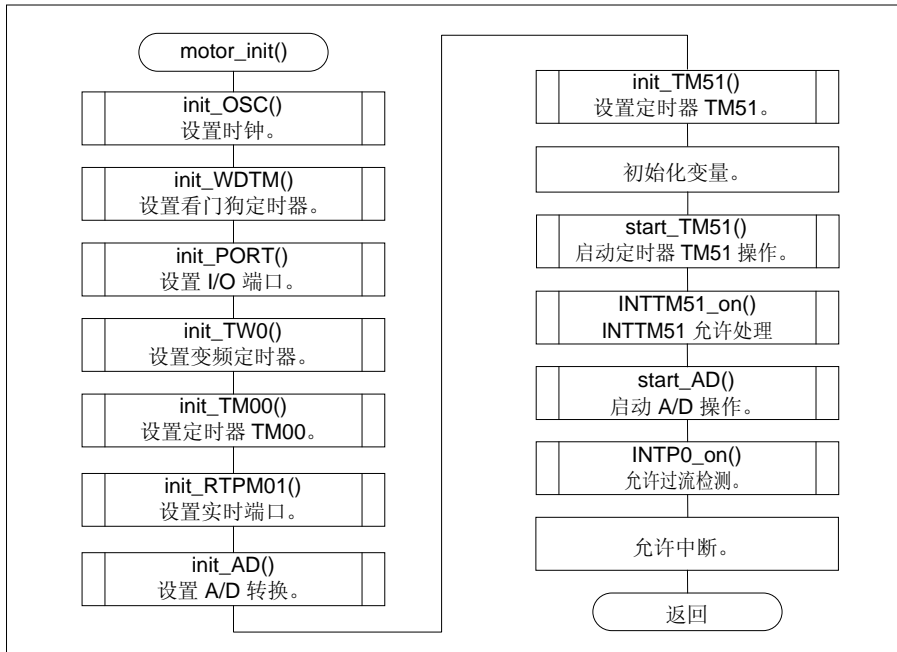 motor_init()
init_OSC()
设置时钟。
init_WDTM()
设置看门狗定时器。
init_PORT()
设置 I/O 端口。
init_TW0()
设置变频定时器。
init_TM00()
设置定时器 TM00。
init_RTPM01()
设置实时端口。
init_AD()
设置 A/D 转换。
init_TM51()
设置定时器 TM51。
初始化变量。
start_TM51()
启动定时器 TM51 操作。
INTTM51_on()
INTTM51 允许处理
start_AD()
启动 A/D 操作。
INTP0_on()
允许过流检测。
允许中断。
返回